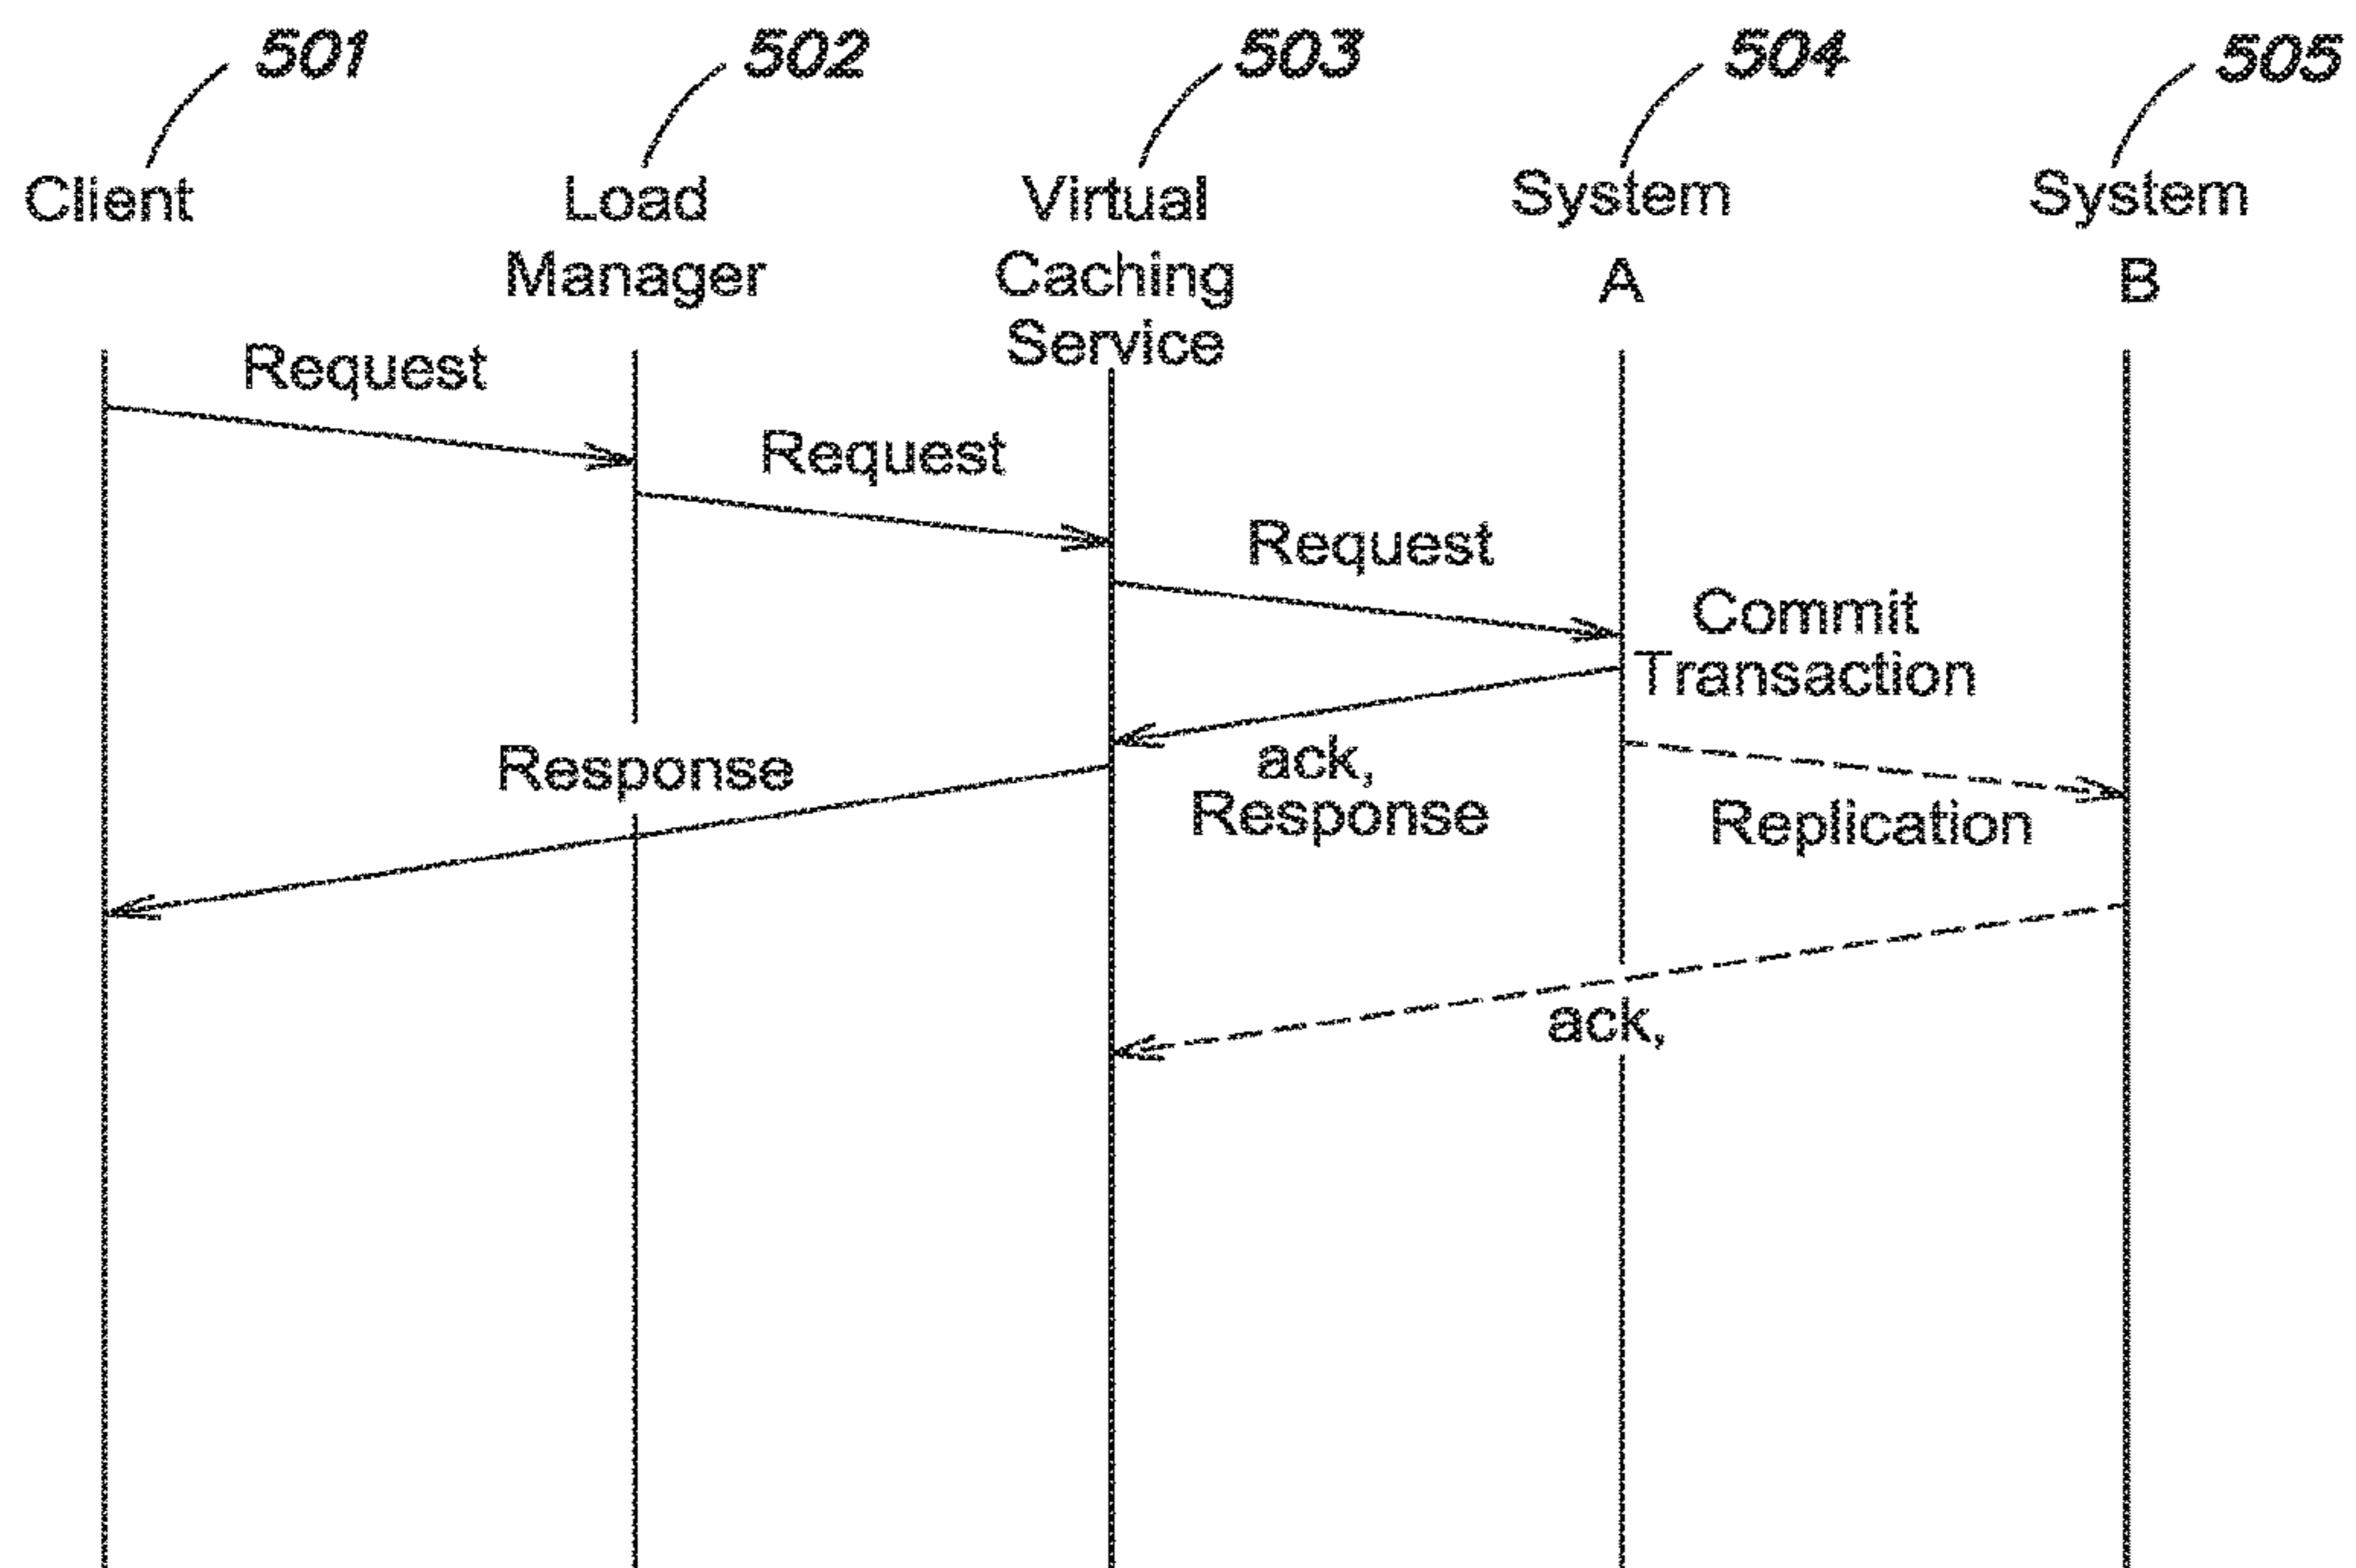 501
502
503
504
505
Client
Load
Manager
Virtual
Caching
Service
System
A
System
B
Request
Request
Request
Commit
Transaction
ack,
Response
Response
Replication
ack,